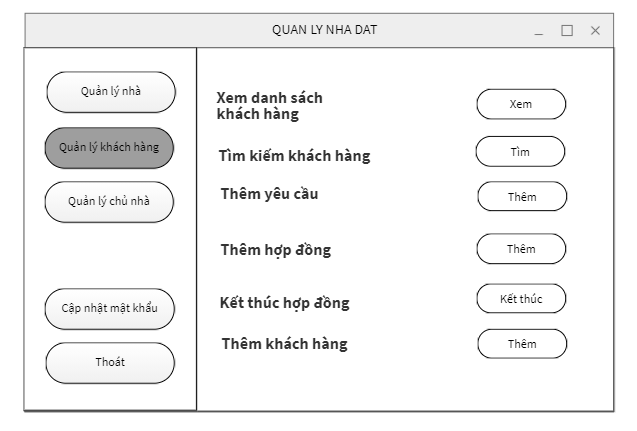 QUAN LY NHA DAT
Quản lý nhà
Quản lý khách hàng
Quản lý chủ nhà
Cập nhật mật khẩu
Thoát
Xem danh sách
khách hàng
Xem
Tìm kiếm khách hàng
Tìm
Thêm yêu cầu
Thêm
Thêm hợp đồng
Thêm
Kết thúc hợp đồng
Kết thúc
Thêm khách hàng
Thêm